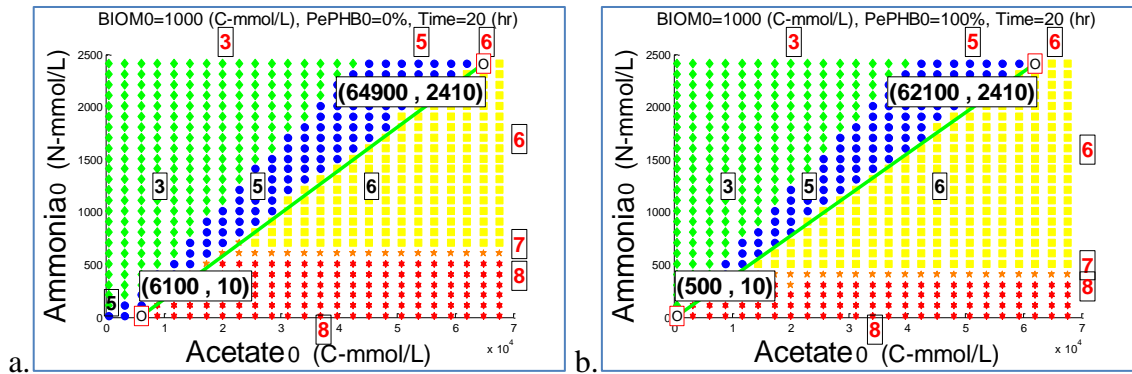 BIOM0=1000 (C-mmol/L), PePHB0=0%, Time=20 (hr)
3 5 6
2500
2000
1500
1000
500
0
Ammonia0 (N-mmol/L)
O
(64900 , 2410)
6
3 5 6
7
8
(6100 , 10)
5
O
8
0 1 2 3 4 5 6 7
x 10^4
Acetate0 (C-mmol/L)
a.
BIOM0=1000 (C-mmol/L), PePHB0=100%, Time=20 (hr)
3 5 6
2500
2000
1500
1000
500
0
Ammonia0 (N-mmol/L)
O
(62100 , 2410)
6
3 5 6
7
8
(500 , 10)
O
8
0 1 2 3 4 5 6 7
x 10^4
Acetate0 (C-mmol/L)
b.